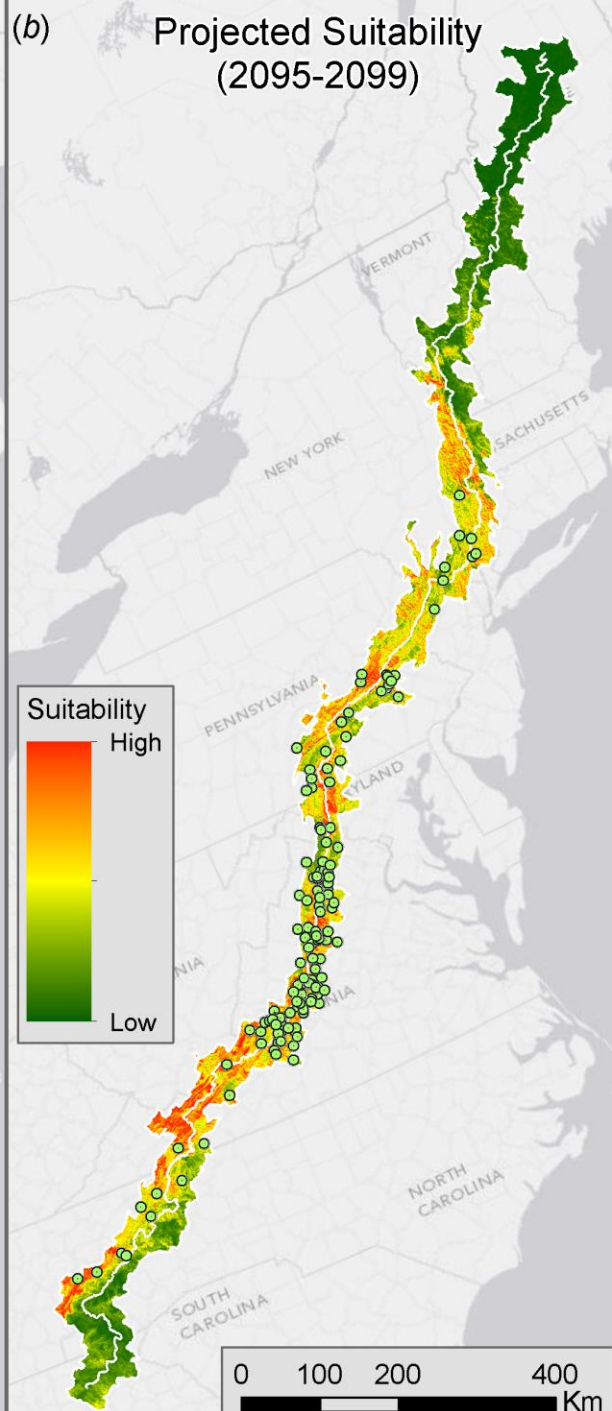 (b)
Projected Suitability
(2095-2099)
VERMONT
SACHUSETTS
NEW YORK
PENNSYLVANIA
YLAND
Suitability
High
Low
NIA
NIA
NORTH
CAROLINA
SOUTH
CAROLINA
0 100 200 400
Km